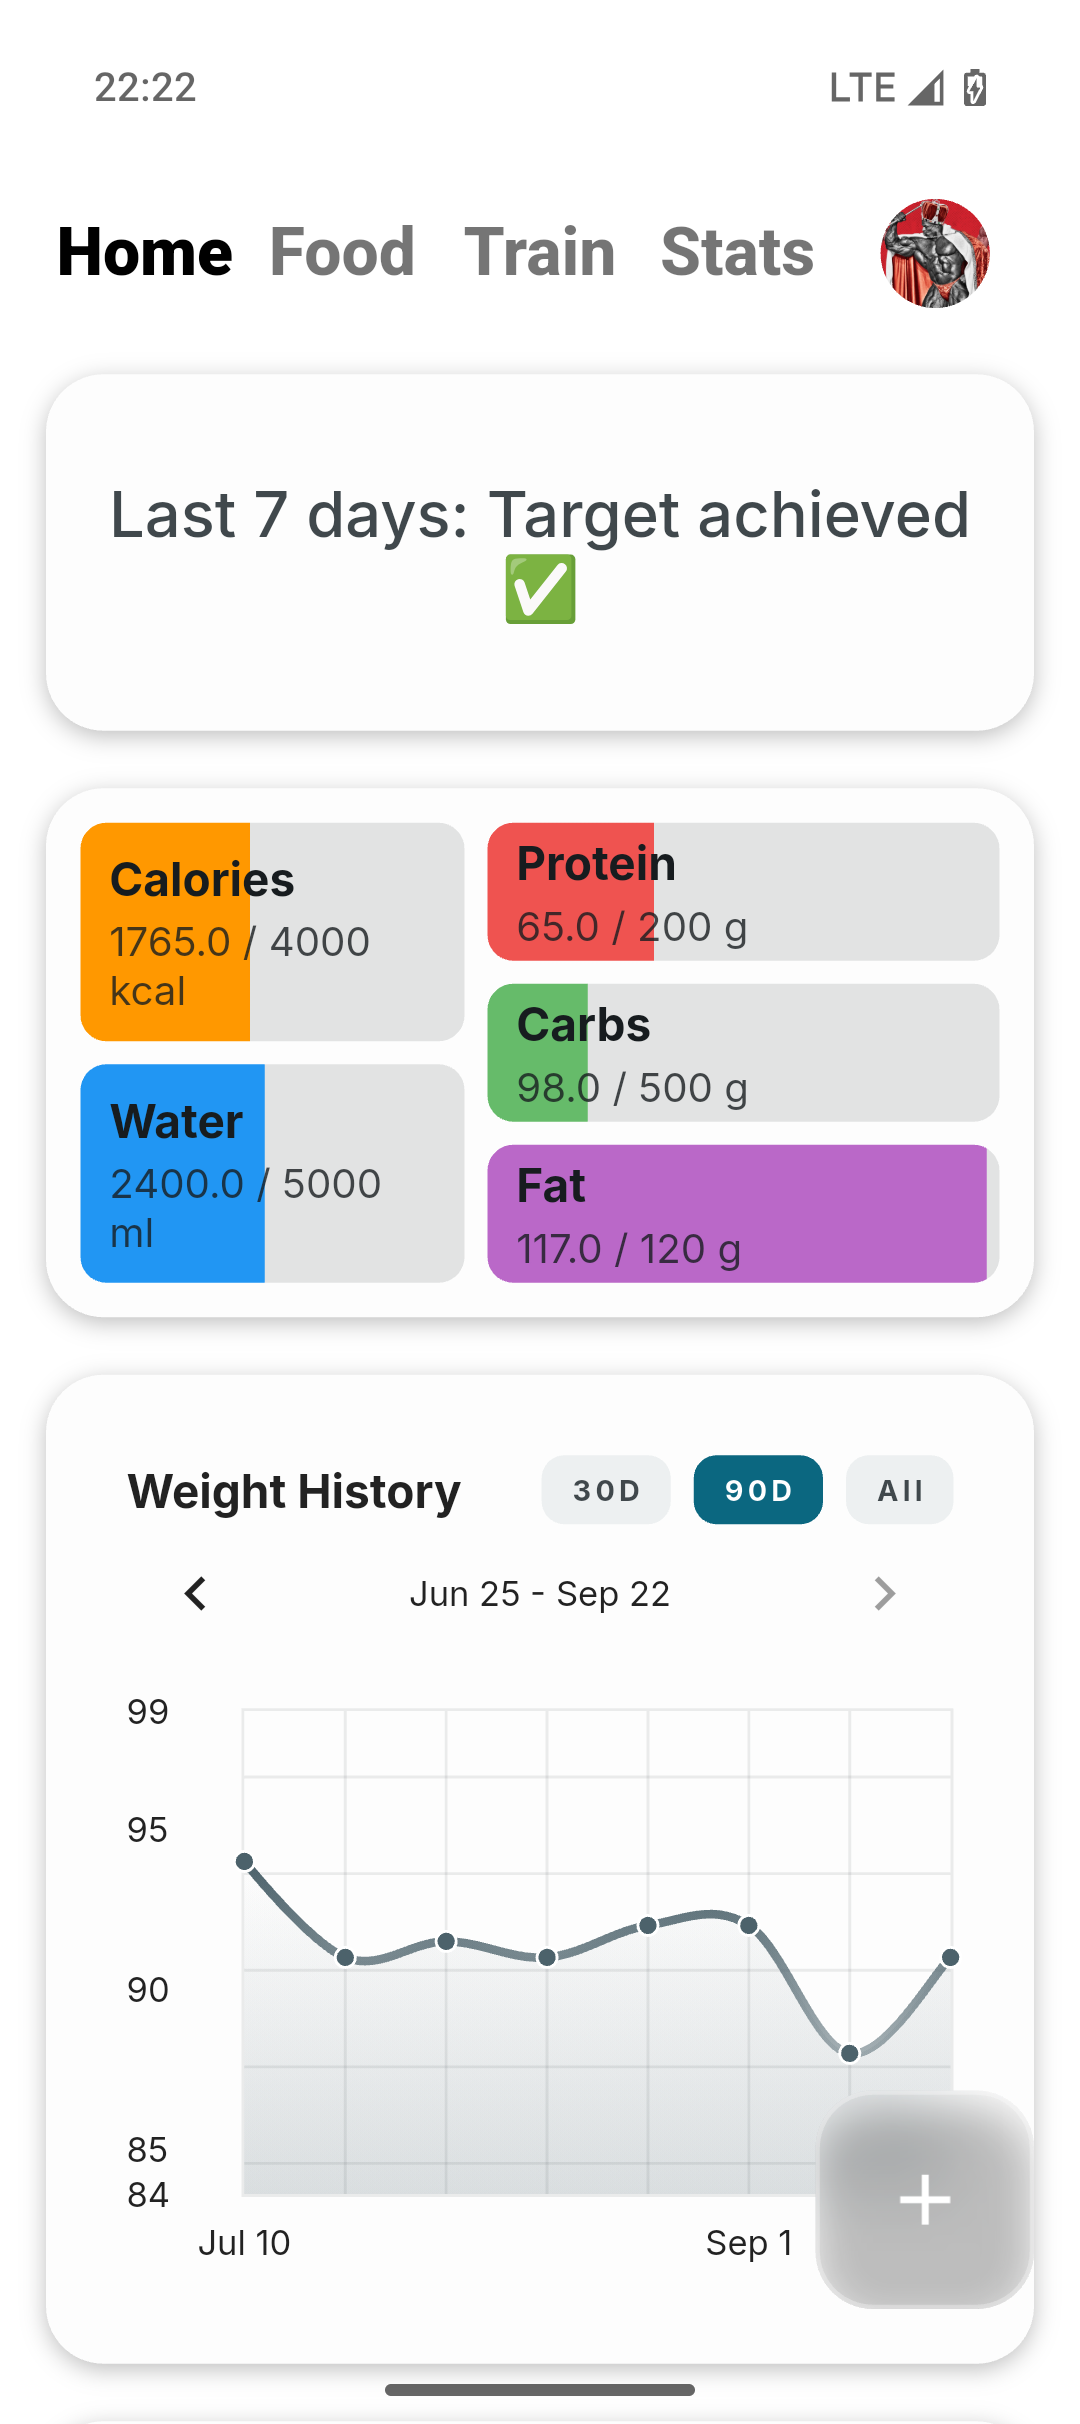 22:22
LTE
Home Food Train Stats
Last 7 days: Target achieved
✅
Calories
1765.0 / 4000
kcal
Water
2400.0 / 5000
ml
Protein
65.0 / 200 g
Carbs
98.0 / 500 g
Fat
117.0 / 120 g
Weight History
30D 90D All
Jun 25 - Sep 22
99
95
90
85
84
Jul 10 Sep 1